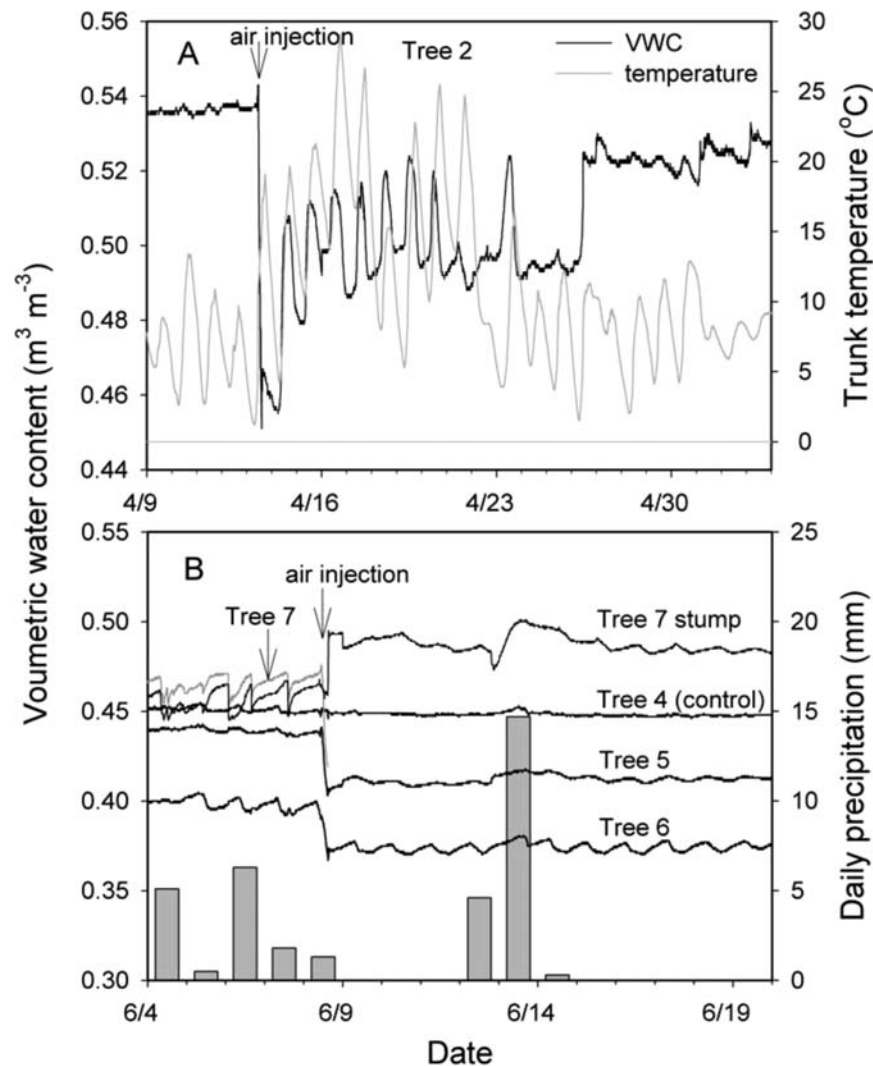 0.56
30
air injection
A
Tree 2
VWC
temperature
0.54
25
0.52
20
0.50
15
0.48
10
0.46
5
0
0.44
4/9
4/16
4/23
4/30
Trunk temperature (°C)
Voumetric water content (m³ m⁻³)
0.55
25
B
air injection
Tree 7
0.50
20
Tree 7 stump
0.45
15
Tree 4 (control)
Tree 5
0.40
10
Tree 6
0.35
5
0.30
0
6/4
6/9
6/14
6/19
Daily precipitation (mm)
Date